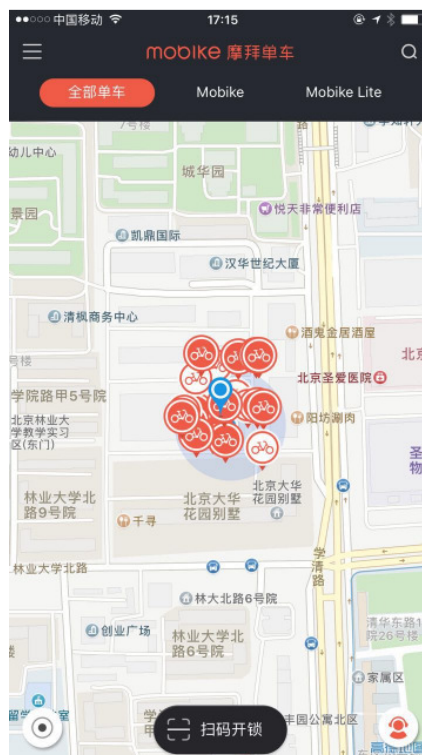 中国移动
17:15
mobike 摩拜单车
全部单车
Mobike
Mobike Lite
7号楼
幼儿中心
城华园
景园
悦天非常便利店
凯鼎国际
汉华世纪大厦
清枫商务中心
酒鬼金居酒屋
号楼
北京圣爱医院
学院路甲5号院
北京林业大
学教学实习
区(东门)
阳坊涮肉
林业大学北
路9号院
北京大华
花园别墅
北京大华
花园别墅
千寻
学清路
林业大学北路
林大北路6号院
创业广场
林业大学北
路6号院
清华东路1
院26号楼
家属区
扫码开锁
丰园公寓北区